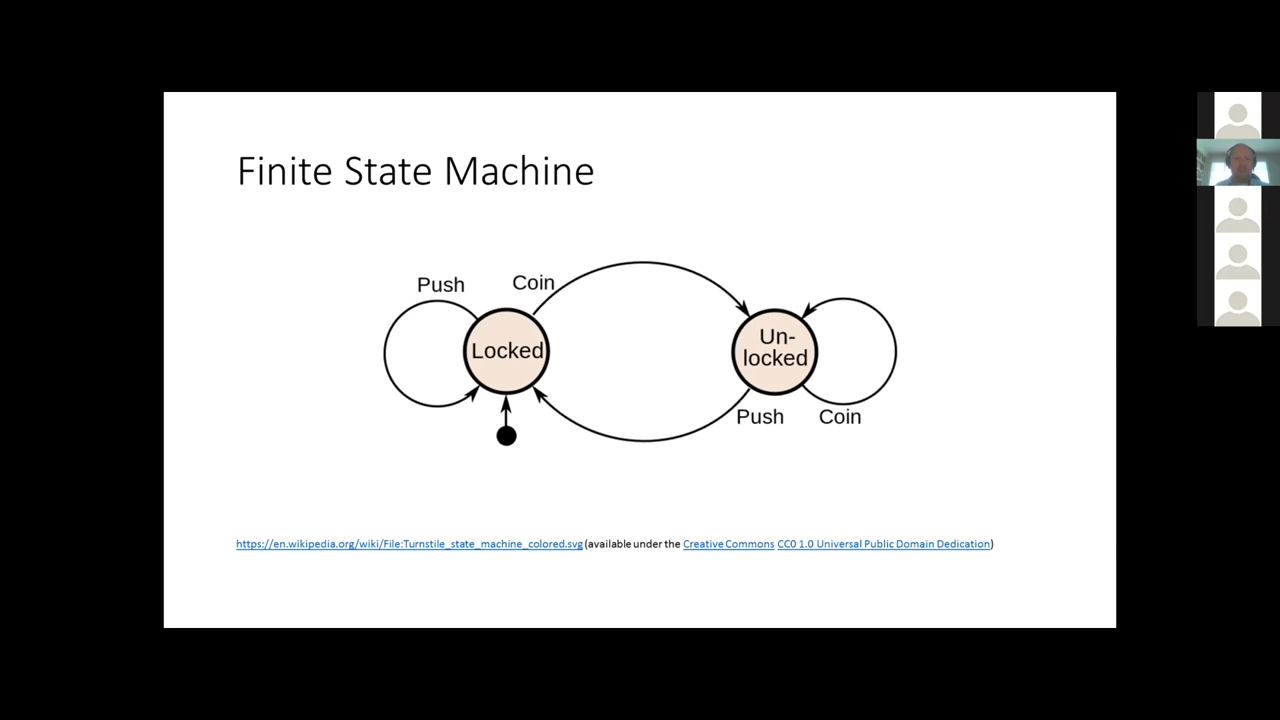 Finite State Machine
Push
Coin
Locked
Un-
locked
Push
Coin
https://en.wikipedia.org/wiki/File:Turnstile_state_machine_colored.svg (available under the Creative Commons CC0 1.0 Universal Public Domain Dedication)